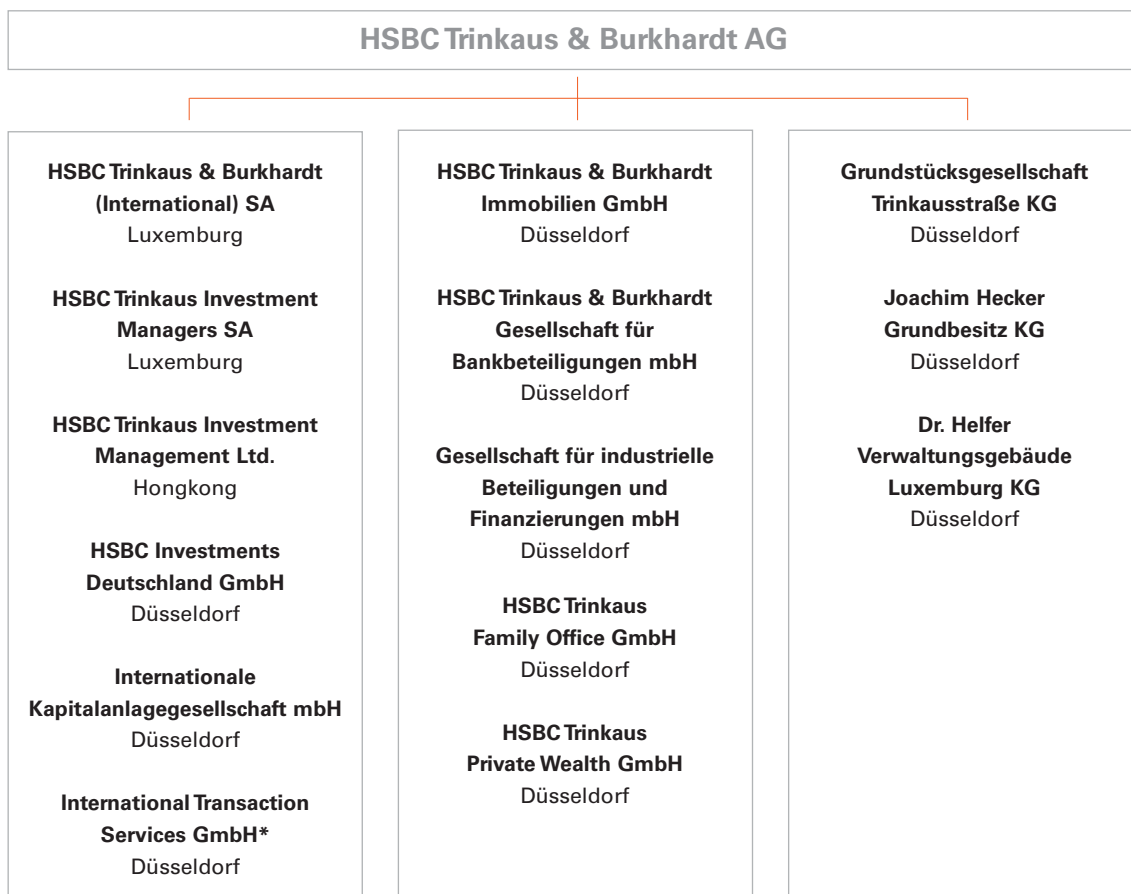 HSBC Trinkaus & Burkhardt AG
HSBC Trinkaus & Burkhardt
(International) SA
Luxemburg
HSBC Trinkaus Investment
Managers SA
Luxemburg
HSBC Trinkaus Investment
Management Ltd.
Hongkong
HSBC Investments
Deutschland GmbH
Düsseldorf
Internationale
Kapitalanlagegesellschaft mbH
Düsseldorf
International Transaction
Services GmbH*
Düsseldorf
HSBC Trinkaus & Burkhardt
Immobilien GmbH
Düsseldorf
HSBC Trinkaus & Burkhardt
Gesellschaft für
Bankbeteiligungen mbH
Düsseldorf
Gesellschaft für industrielle
Beteiligungen und
Finanzierungen mbH
Düsseldorf
HSBC Trinkaus
Family Office GmbH
Düsseldorf
HSBC Trinkaus
Private Wealth GmbH
Düsseldorf
Grundstücksgesellschaft
Trinkausstraße KG
Düsseldorf
Joachim Hecker
Grundbesitz KG
Düsseldorf
Dr. Helfer
Verwaltungsgebäude
Luxemburg KG
Düsseldorf